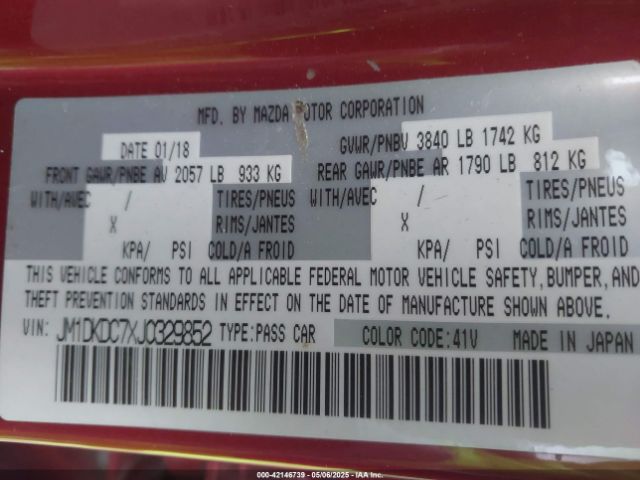 MFD. BY MAZDA MOTOR CORPORATION
DATE 01/18 GVWR/PNBV 3840 LB 1742 KG
FRONT GAWR/PNBE AV 2057 LB 933 KG REAR GAWR/PNBE AR 1790 LB 812 KG
WITH/AVEC / TIRES/PNEUS WITH/AVEC / TIRES/PNEUS
X RIMS/JANTES X RIMS/JANTES
KPA/ PSI COLD/A FROID KPA/ PSI COLD/A FROID
THIS VEHICLE CONFORMS TO ALL APPLICABLE FEDERAL MOTOR VEHICLE SAFETY,BUMPER,AND
THEFT PREVENTION STANDARDS IN EFFECT ON THE DATE OF MANUFACTURE SHOWN ABOVE.
VIN: JM1DKDC7XJ0329852 TYPE:PASS CAR COLOR CODE:41V MADE IN JAPAN
000-42146739 - 05/06/2025 - IAAI Inc.